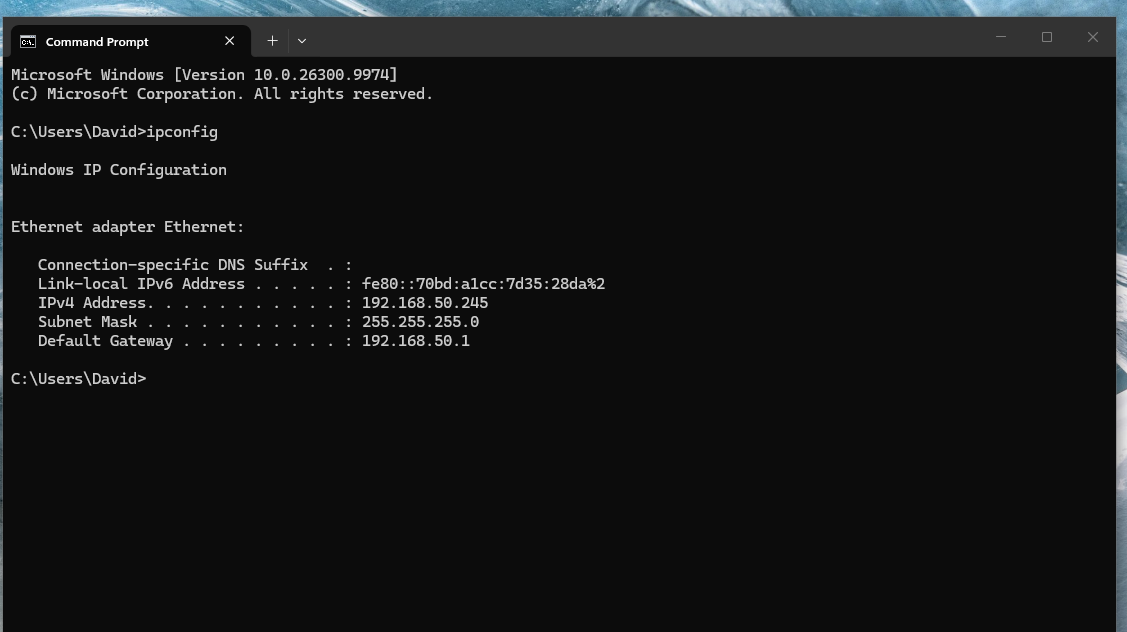 Command Prompt
Microsoft Windows [Version 10.0.26300.9974]
(c) Microsoft Corporation. All rights reserved.
C:\Users\David>ipconfig
Windows IP Configuration
Ethernet adapter Ethernet:
Connection-specific DNS Suffix . :
Link-local IPv6 Address . . . . . : fe80::70bd:a1cc:7d35:28da%2
IPv4 Address. . . . . . . . . . . : 192.168.50.245
Subnet Mask . . . . . . . . . . . : 255.255.255.0
Default Gateway . . . . . . . . . : 192.168.50.1
C:\Users\David>